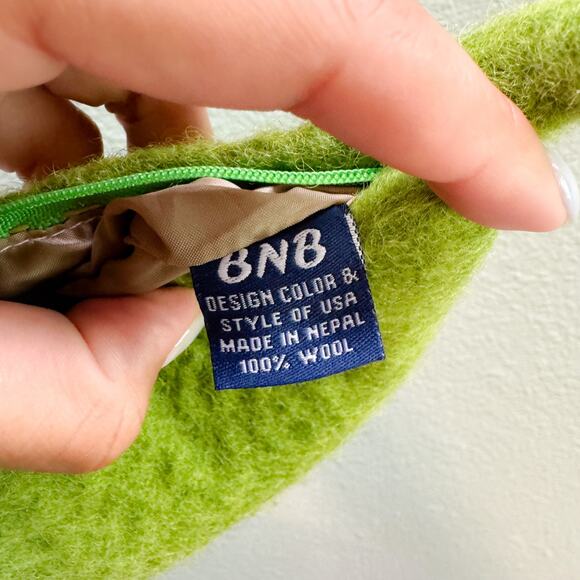 BNB
DESIGN COLOR &
STYLE OF USA
MADE IN NEPAL
100% WOOL